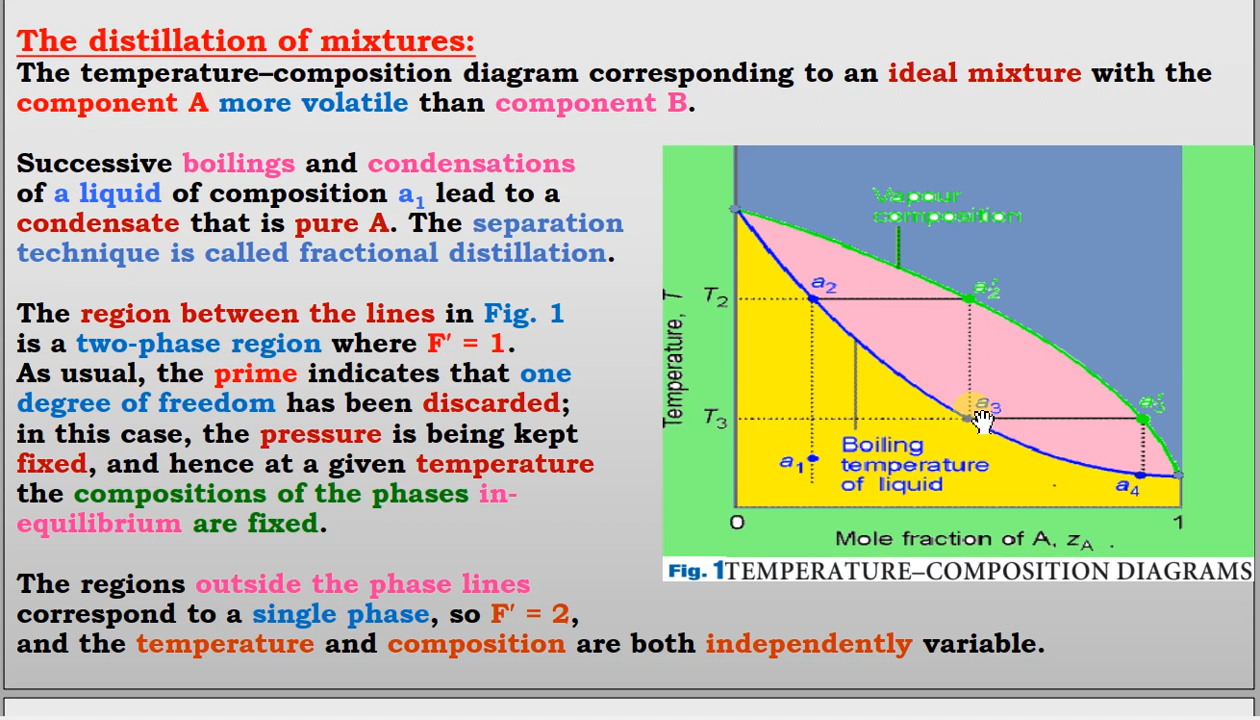 The distillation of mixtures:
The temperature–composition diagram corresponding to an ideal mixture with the
component A more volatile than component B.
Successive boilings and condensations
of a liquid of composition a₁ lead to a
condensate that is pure A. The separation
technique is called fractional distillation.
The region between the lines in Fig. 1
is a two-phase region where F′ = 1.
As usual, the prime indicates that one
degree of freedom has been discarded;
in this case, the pressure is being kept
fixed, and hence at a given temperature
the compositions of the phases in-
equilibrium are fixed.
The regions outside the phase lines
correspond to a single phase, so F′ = 2,
and the temperature and composition are both independently variable.
Vapour
composition
a₂
a₂′
T₂
Temperature, T
a₃
a₃′
T₃
Boiling
temperature
of liquid
a₁
a₄
0
1
Mole fraction of A, z_A .
Fig. 1 TEMPERATURE–COMPOSITION DIAGRAMS